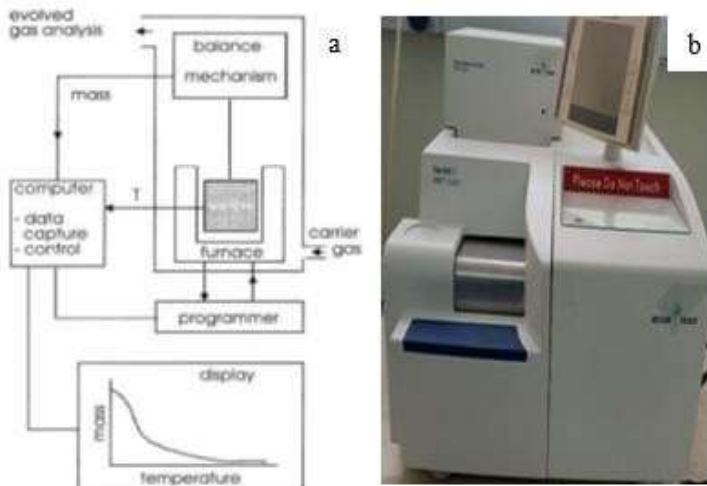 evolved
gas analysis
a
balance
mechanism
mass
computer
- data
capture
- control
T
carrier
gas
furnace
programmer
display
mass
temperature
b
Please Do Not Touch